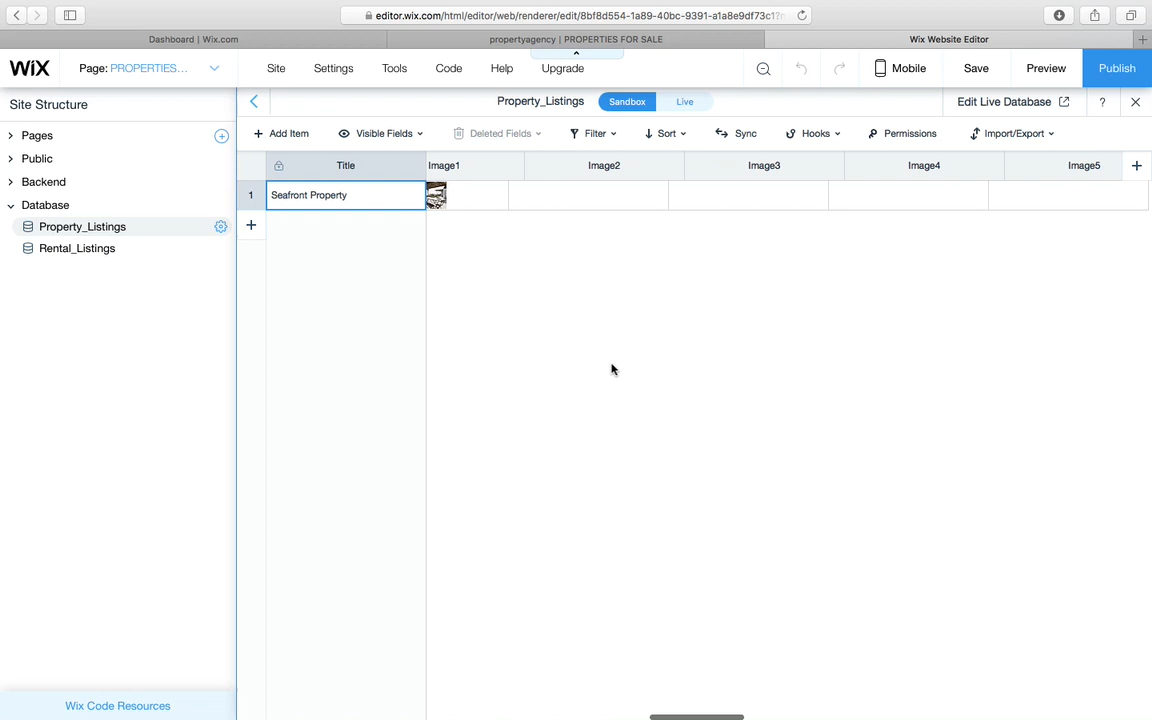 editor.wix.com/html/editor/web/renderer/edit/8bf8d554-1a89-40bc-9391-a1a8e9df73c1?n
Dashboard | Wix.com
propertyagency | PROPERTIES FOR SALE
Wix Website Editor
WiX
Page: PROPERTIES...
Site
Settings
Tools
Code
Help
Upgrade
Mobile
Save
Preview
Publish
Site Structure
Property_Listings
Sandbox
Live
Edit Live Database
?
Pages
Public
Backend
Database
Property_Listings
Rental_Listings
Add Item
Visible Fields
Deleted Fields
Filter
Sort
Sync
Hooks
Permissions
Import/Export
Title
Image1
Image2
Image3
Image4
Image5
1
Seafront Property
Wix Code Resources